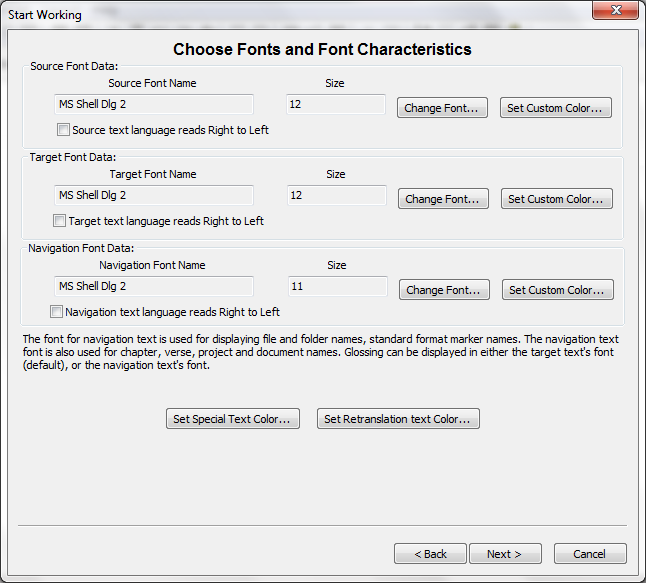 Start Working
Choose Fonts and Font Characteristics
Source Font Data:
Source Font Name Size
MS Shell Dlg 2 12 Change Font... Set Custom Color...
Source text language reads Right to Left
Target Font Data:
Target Font Name Size
MS Shell Dlg 2 12 Change Font... Set Custom Color...
Target text language reads Right to Left
Navigation Font Data:
Navigation Font Name Size
MS Shell Dlg 2 11 Change Font... Set Custom Color...
Navigation text language reads Right to Left
The font for navigation text is used for displaying file and folder names, standard format marker names. The navigation text
font is also used for chapter, verse, project and document names. Glossing can be displayed in either the target text's font
(default), or the navigation text's font.
Set Special Text Color... Set Retranslation text Color...
< Back Next > Cancel